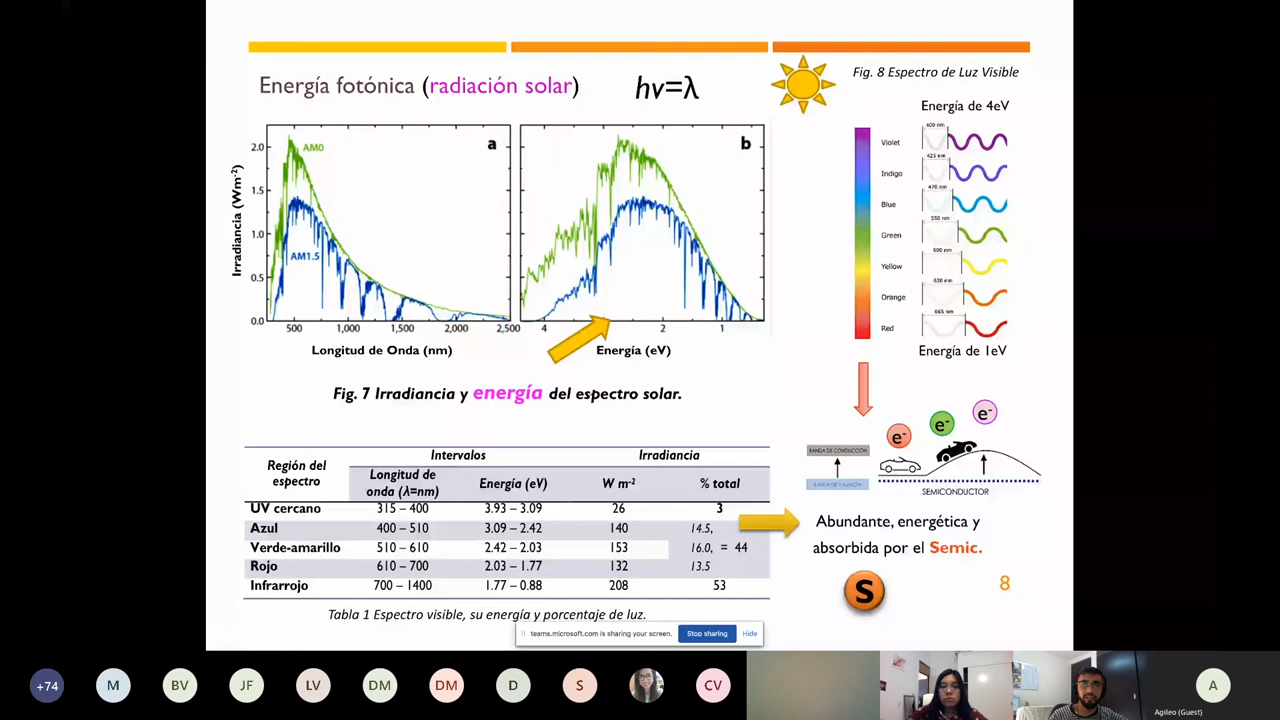 Energía fotónica (radiación solar)
hv=λ
Fig. 8 Espectro de Luz Visible
Energía de 4eV
400 nm
Violet
425 nm
Indigo
470 nm
Blue
550 nm
Green
600 nm
Yellow
630 nm
Orange
665 nm
Red
Energía de 1eV
a
AM0
AM1.5
Irradiancia (Wm-2)
2.0
1.5
1.0
0.5
0.0
500 1,000 1,500 2,000 2,500
Longitud de Onda (nm)
b
4 2 1
Energía (eV)
Fig. 7 Irradiancia y energía del espectro solar.
Región del espectro
Intervalos
Irradiancia
Longitud de onda (λ=nm)
Energía (eV)
W m-2
% total
UV cercano 315 – 400 3.93 – 3.09 26 3
Azul 400 – 510 3.09 – 2.42 140 14.5,
Verde-amarillo 510 – 610 2.42 – 2.03 153 16.0, = 44
Rojo 610 – 700 2.03 – 1.77 132 13.5
Infrarrojo 700 – 1400 1.77 – 0.88 208 53
Tabla 1 Espectro visible, su energía y porcentaje de luz.
BANDA DE CONDUCCIÓN
BANDA DE VALENCIA
e-
e-
e-
SEMICONDUCTOR
Abundante, energética y
absorbida por el Semic.
S
8
teams.microsoft.com is sharing your screen. Stop sharing Hide
+74 M BV JF LV DM DM D S CV A
Agileo (Guest)